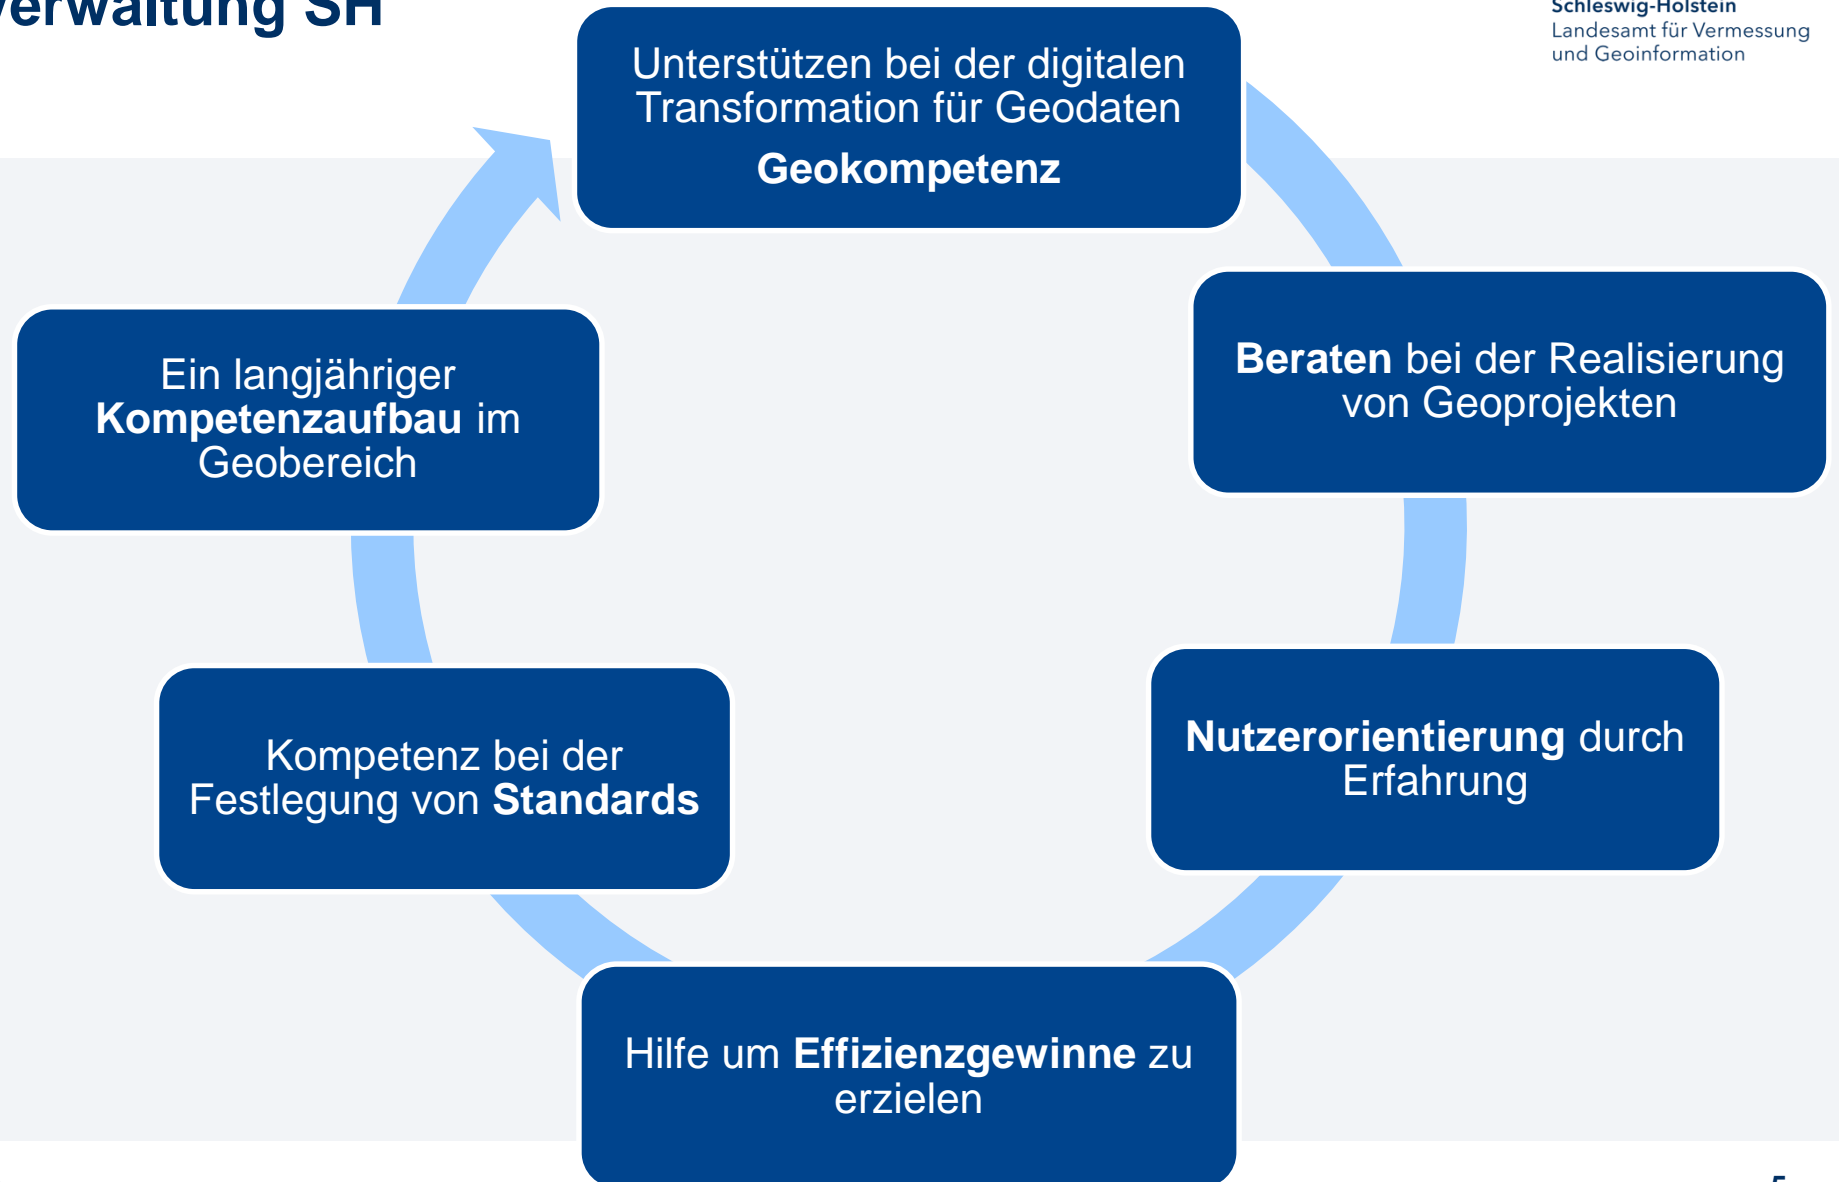 verwaltung SH
Schleswig-Holstein
Landesamt für Vermessung
und Geoinformation
Unterstützen bei der digitalen
Transformation für Geodaten
Geokompetenz
Beraten bei der Realisierung
von Geoprojekten
Nutzerorientierung durch
Erfahrung
Hilfe um Effizienzgewinne zu
erzielen
Kompetenz bei der
Festlegung von Standards
Ein langjähriger
Kompetenzaufbau im
Geobereich